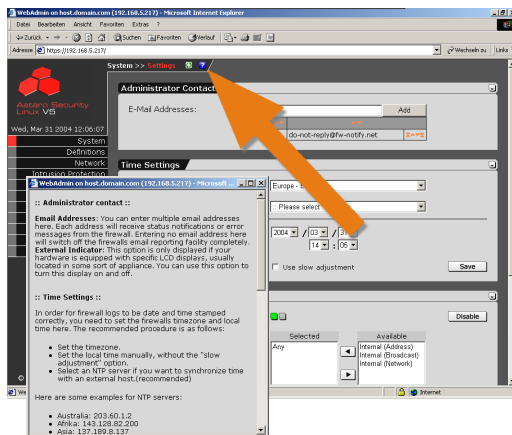 WebAdmin on host.domain.com (192.168.5.217) - Microsoft Internet Explorer
Datei Bearbeiten Ansicht Favoriten Extras ?
Zurück Suchen Favoriten Verlauf
Adresse https://192.168.5.217/ Wechseln zu Links
System >> Settings ?
Astaro Security
Linux V5
Wed, Mar 31 2004 12:06:07
System
Definitions
Network
Intrusion Protection
Administrator Contact
E-Mail Addresses: Add
do-not-reply@fw-notify.net
Time Settings
Europe -
:: Please select
2004 / 03 / 31
14 : 05
Use slow adjustment Save
Disable
Selected Available
Any
Internal (Address)
Internal (Broadcast)
Internal (Network)
Internet
WebAdmin on host.domain.com (192.168.5.217) - Microsoft ...
:: Administrator contact ::
Email Addresses: You can enter multiple email addresses
here. Each address will receive status notifications or error
messages from the firewall. Entering no email address here
will switch off the firewalls email reporting facility completely.
External Indicator: This option is only displayed if your
hardware is equipped with specific LCD displays, usually
located in some sort of appliance. You can use this option to
turn this display on and off.
:: Time Settings ::
In order for firewall logs to be date and time stamped
correctly, you need to set the firewalls timezone and local
time here. The recommended procedure is as follows:
Set the timezone.
Set the local time manually, without the "slow
adjustment" option.
Select an NTP server if you want to synchronize time
with an external host.(recommended)
Here are some examples for NTP servers:
Australia: 203.60.1.2
Afrika: 143.128.82.200
Asia: 137.189.8.137